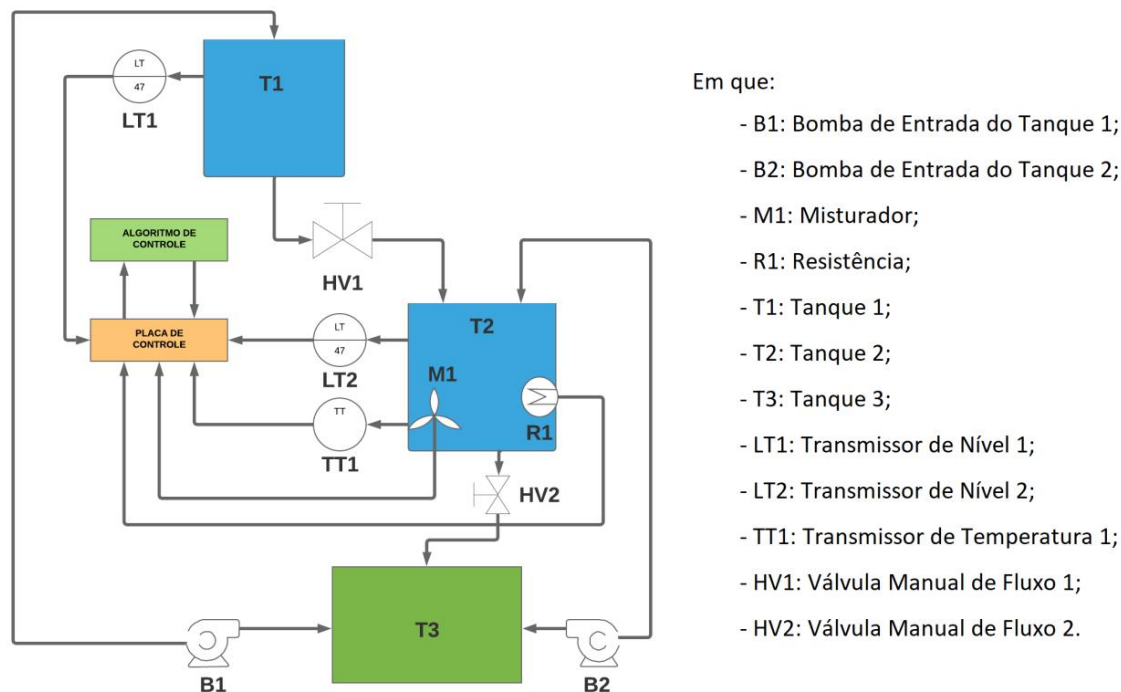 LT
47
LT1
T1
ALGORITMO DE
CONTROLE
HV1
PLACA DE
CONTROLE
LT
47
LT2
T2
M1
R1
TT
TT1
HV2
T3
B1
B2
Em que:
- B1: Bomba de Entrada do Tanque 1;
- B2: Bomba de Entrada do Tanque 2;
- M1: Misturador;
- R1: Resistência;
- T1: Tanque 1;
- T2: Tanque 2;
- T3: Tanque 3;
- LT1: Transmissor de Nível 1;
- LT2: Transmissor de Nível 2;
- TT1: Transmissor de Temperatura 1;
- HV1: Válvula Manual de Fluxo 1;
- HV2: Válvula Manual de Fluxo 2.